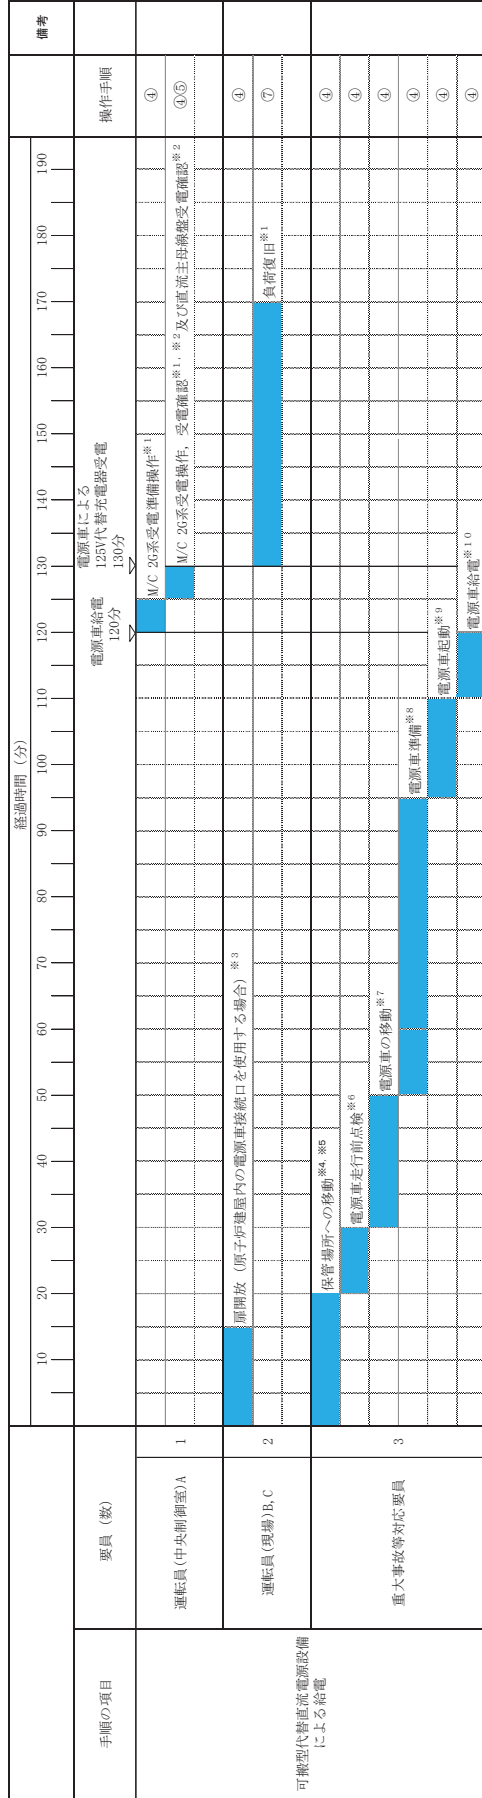 経過時間（分）
備考
10 20 30 40 50 60 70 80 90 100 110 120 130 140 150 160 170 180 190
手順の項目
要員（数）
電源車給電
120分
電源車による
125V代替充電器受電
130分
操作手順
可搬型代替直流電源設備
による給電
運転員(中央制御室)A
1
M/C 2G系受電準備操作※1
④
M/C 2G系受電操作，受電確認※1，※2及び直流主母線盤受電確認※2
④⑤
運転員(現場)B,C
2
扉開放（原子炉建屋内の電源車接続口を使用する場合）※3
④
負荷復旧※1
⑦
重大事故等対応要員
3
保管場所への移動※4，※5
④
電源車走行前点検※6
④
電源車の移動※7
④
電源車準備※8
④
電源車起動※9
④
電源車給電※10
④